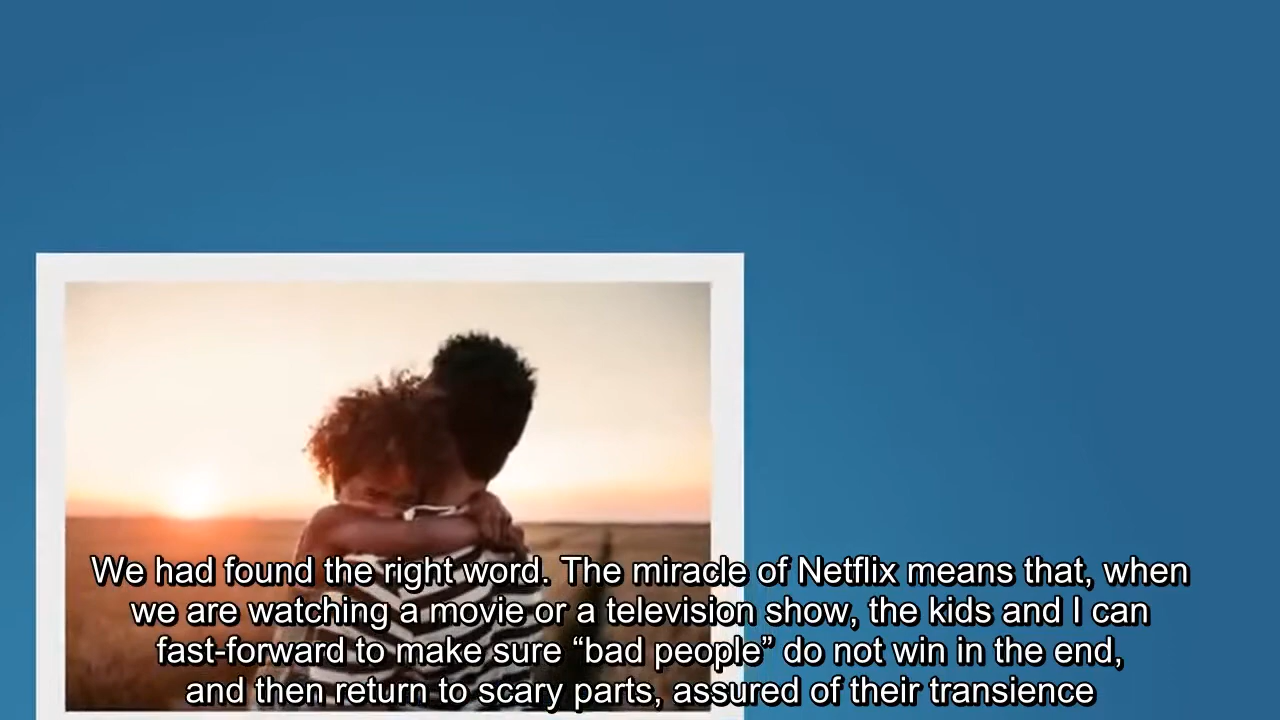 We had found the right word. The miracle of Netflix means that, when
we are watching a movie or a television show, the kids and I can
fast-forward to make sure “bad people” do not win in the end,
and then return to scary parts, assured of their transience